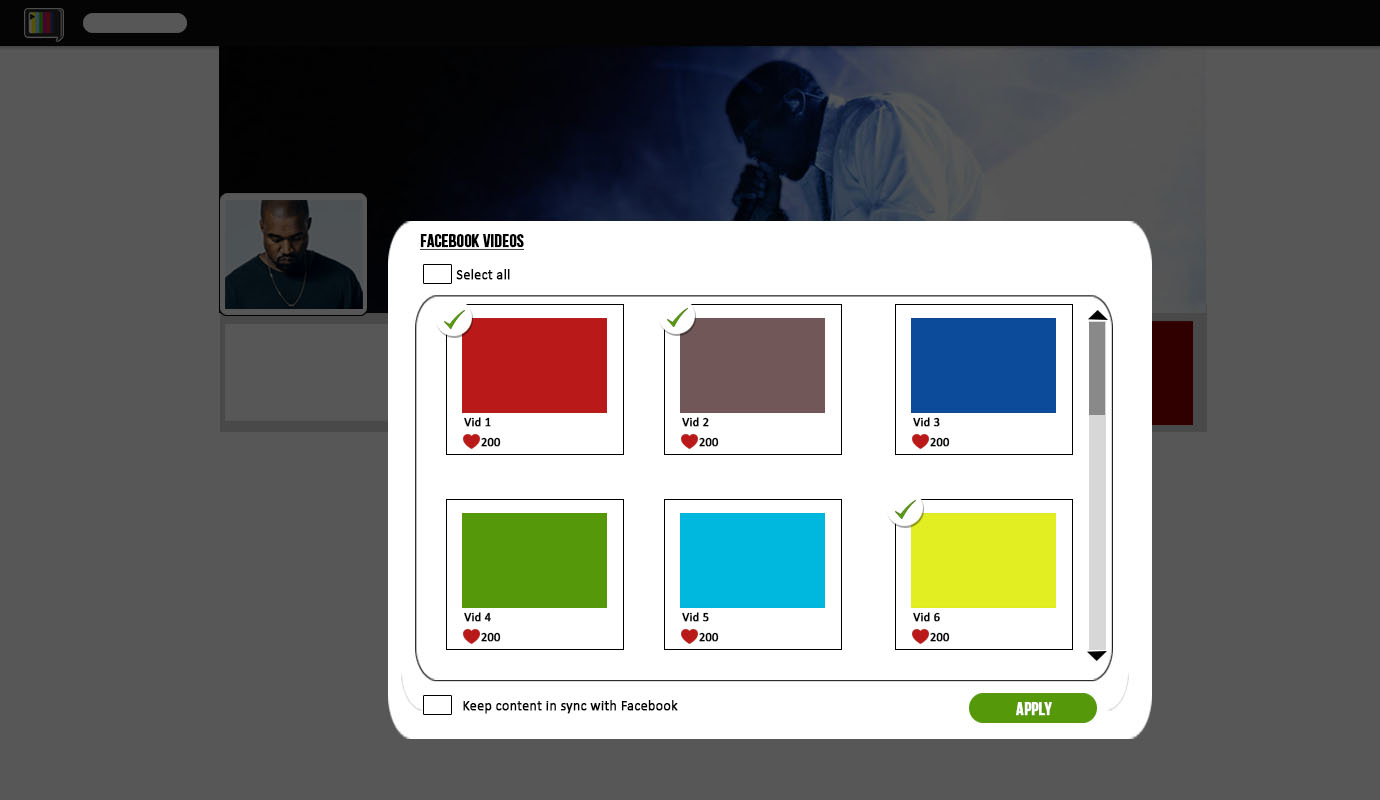 FACEBOOK VIDEOS
Select all
Vid 1
200
Vid 2
200
Vid 3
200
Vid 4
200
Vid 5
200
Vid 6
200
Keep content in sync with Facebook
APPLY